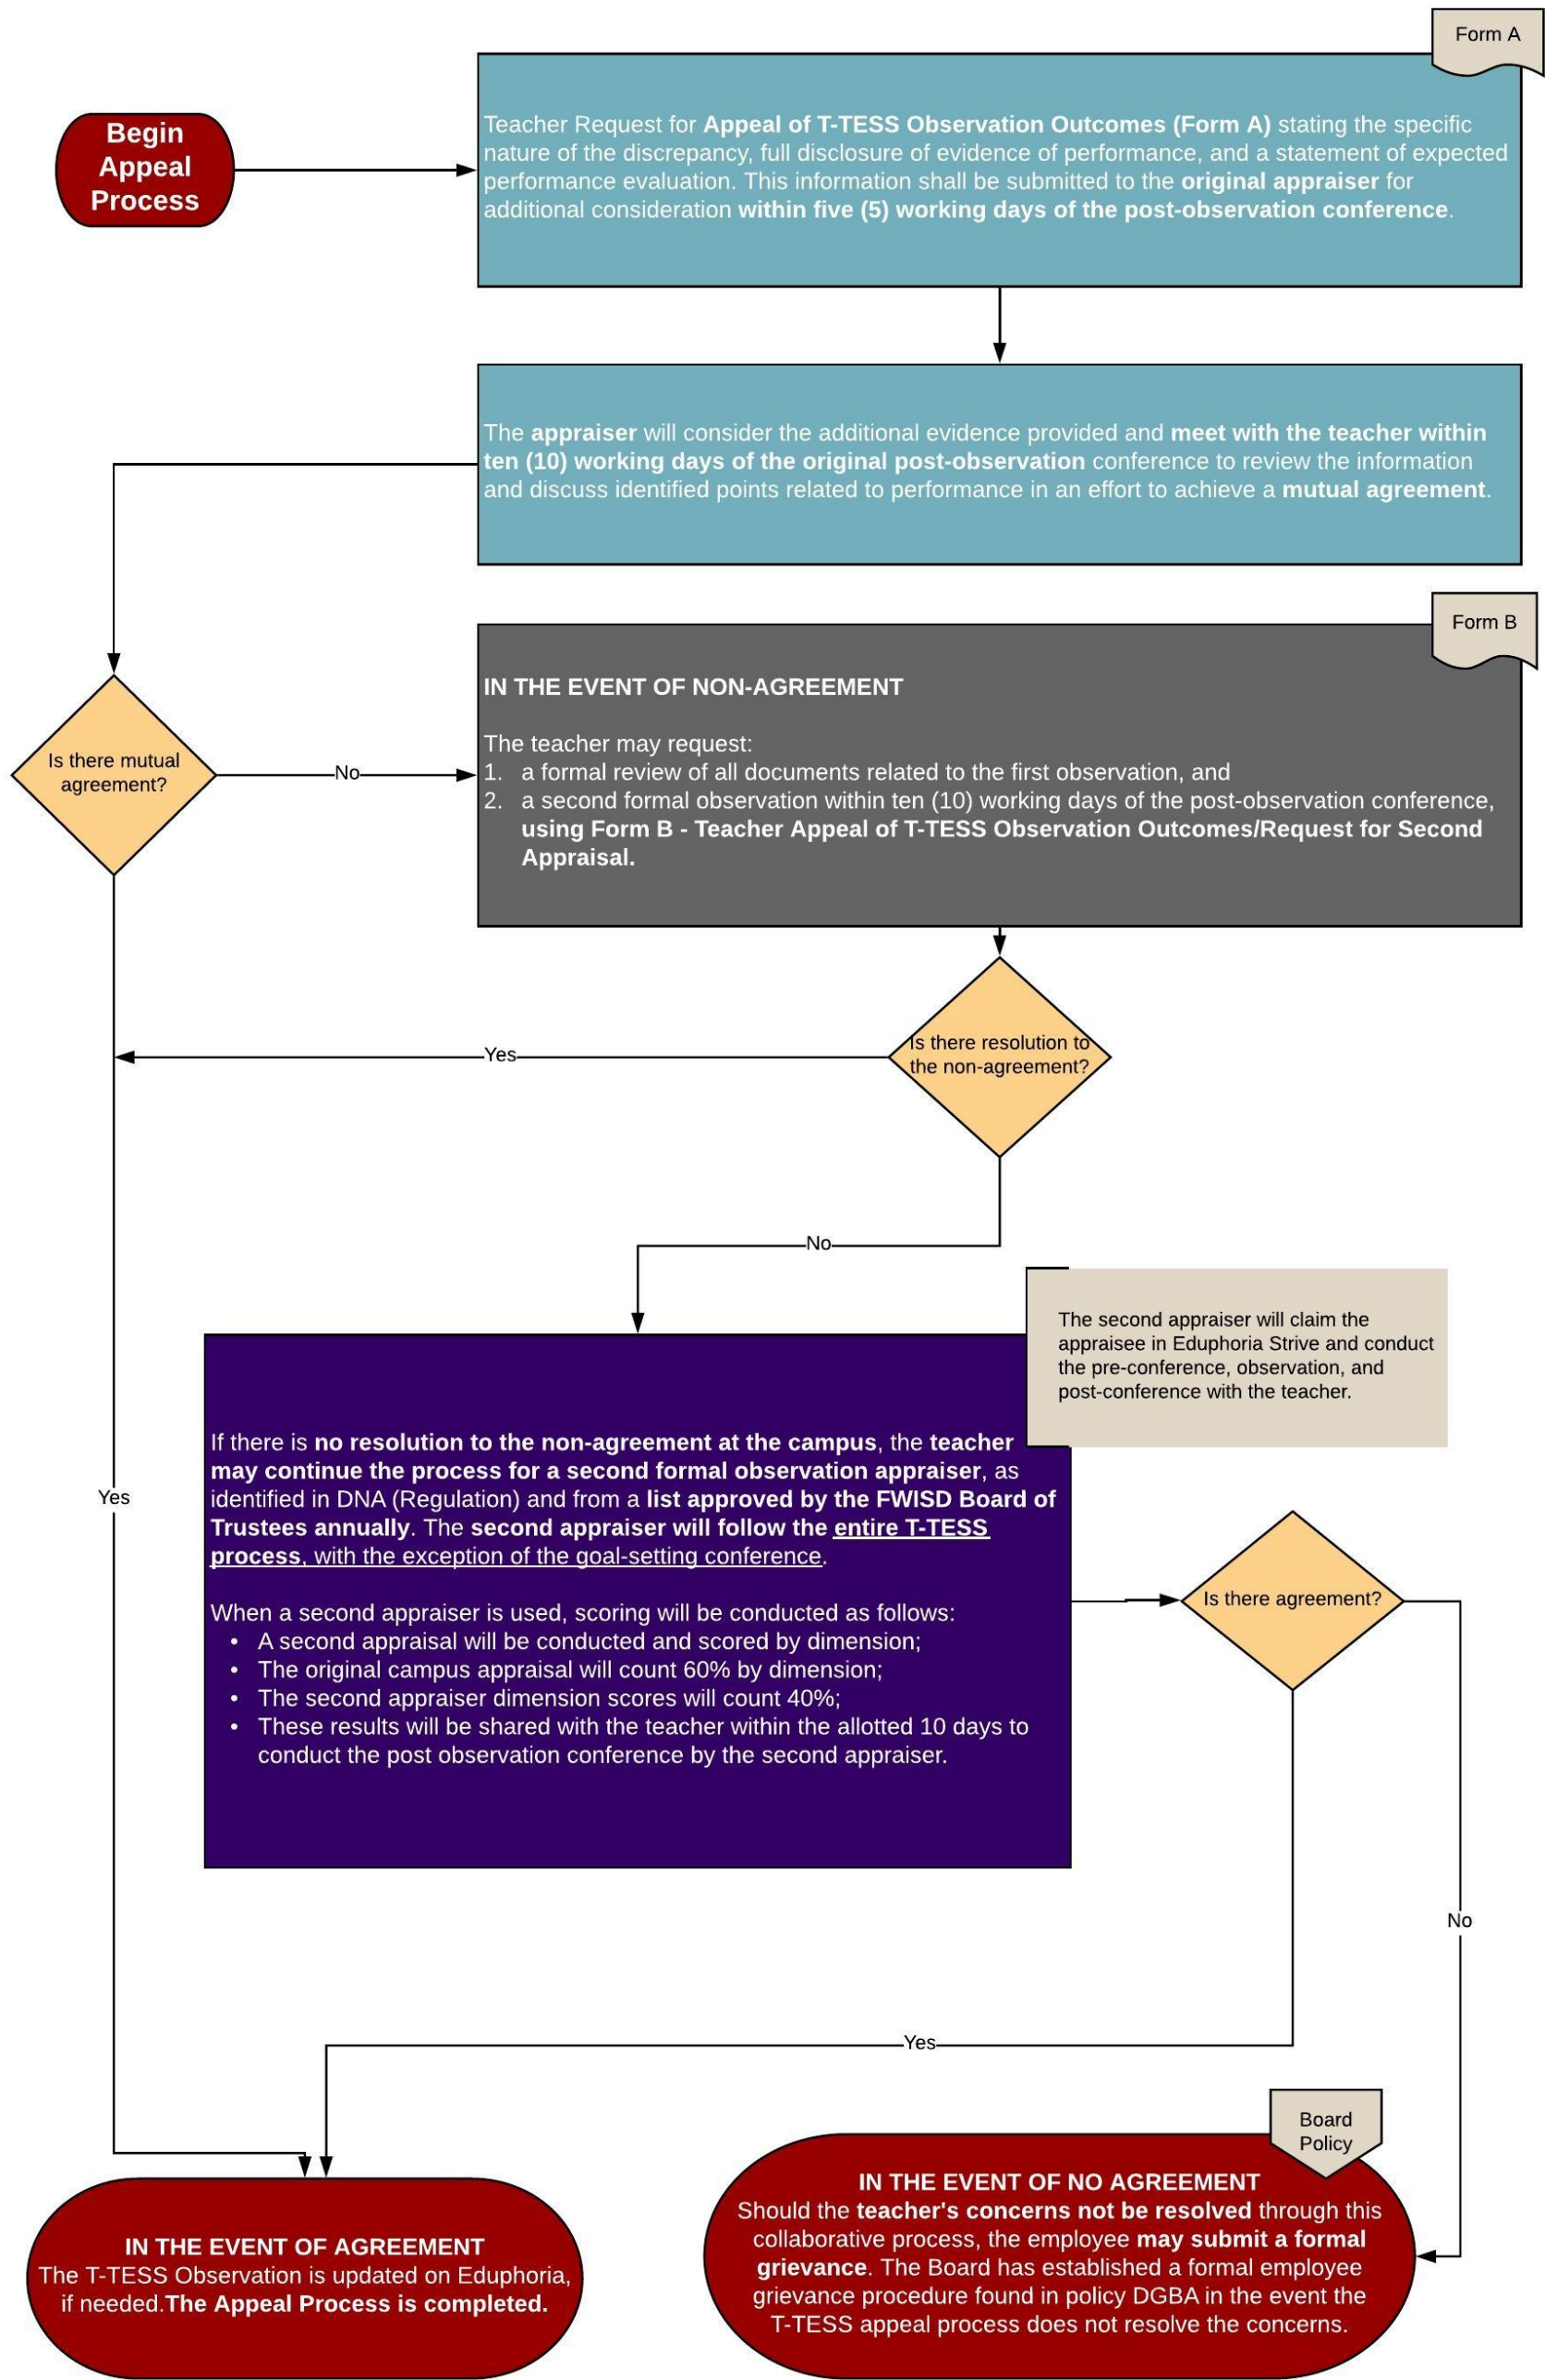 Form A
Begin
Appeal
Process
Teacher Request for Appeal of T-TESS Observation Outcomes (Form A) stating the specific
nature of the discrepancy, full disclosure of evidence of performance, and a statement of expected
performance evaluation. This information shall be submitted to the original appraiser for
additional consideration within five (5) working days of the post-observation conference.
The appraiser will consider the additional evidence provided and meet with the teacher within
ten (10) working days of the original post-observation conference to review the information
and discuss identified points related to performance in an effort to achieve a mutual agreement.
Is there mutual
agreement?
No
Form B
IN THE EVENT OF NON-AGREEMENT
The teacher may request:
1. a formal review of all documents related to the first observation, and
2. a second formal observation within ten (10) working days of the post-observation conference,
using Form B - Teacher Appeal of T-TESS Observation Outcomes/Request for Second
Appraisal.
Is there resolution to
the non-agreement?
Yes
No
The second appraiser will claim the
appraisee in Eduphoria Strive and conduct
the pre-conference, observation, and
post-conference with the teacher.
If there is no resolution to the non-agreement at the campus, the teacher
may continue the process for a second formal observation appraiser, as
identified in DNA (Regulation) and from a list approved by the FWISD Board of
Trustees annually. The second appraiser will follow the entire T-TESS
process, with the exception of the goal-setting conference.
When a second appraiser is used, scoring will be conducted as follows:
• A second appraisal will be conducted and scored by dimension;
• The original campus appraisal will count 60% by dimension;
• The second appraiser dimension scores will count 40%;
• These results will be shared with the teacher within the allotted 10 days to
conduct the post observation conference by the second appraiser.
Yes
Is there agreement?
No
Yes
IN THE EVENT OF AGREEMENT
The T-TESS Observation is updated on Eduphoria,
if needed.The Appeal Process is completed.
Board
Policy
IN THE EVENT OF NO AGREEMENT
Should the teacher's concerns not be resolved through this
collaborative process, the employee may submit a formal
grievance. The Board has established a formal employee
grievance procedure found in policy DGBA in the event the
T-TESS appeal process does not resolve the concerns.